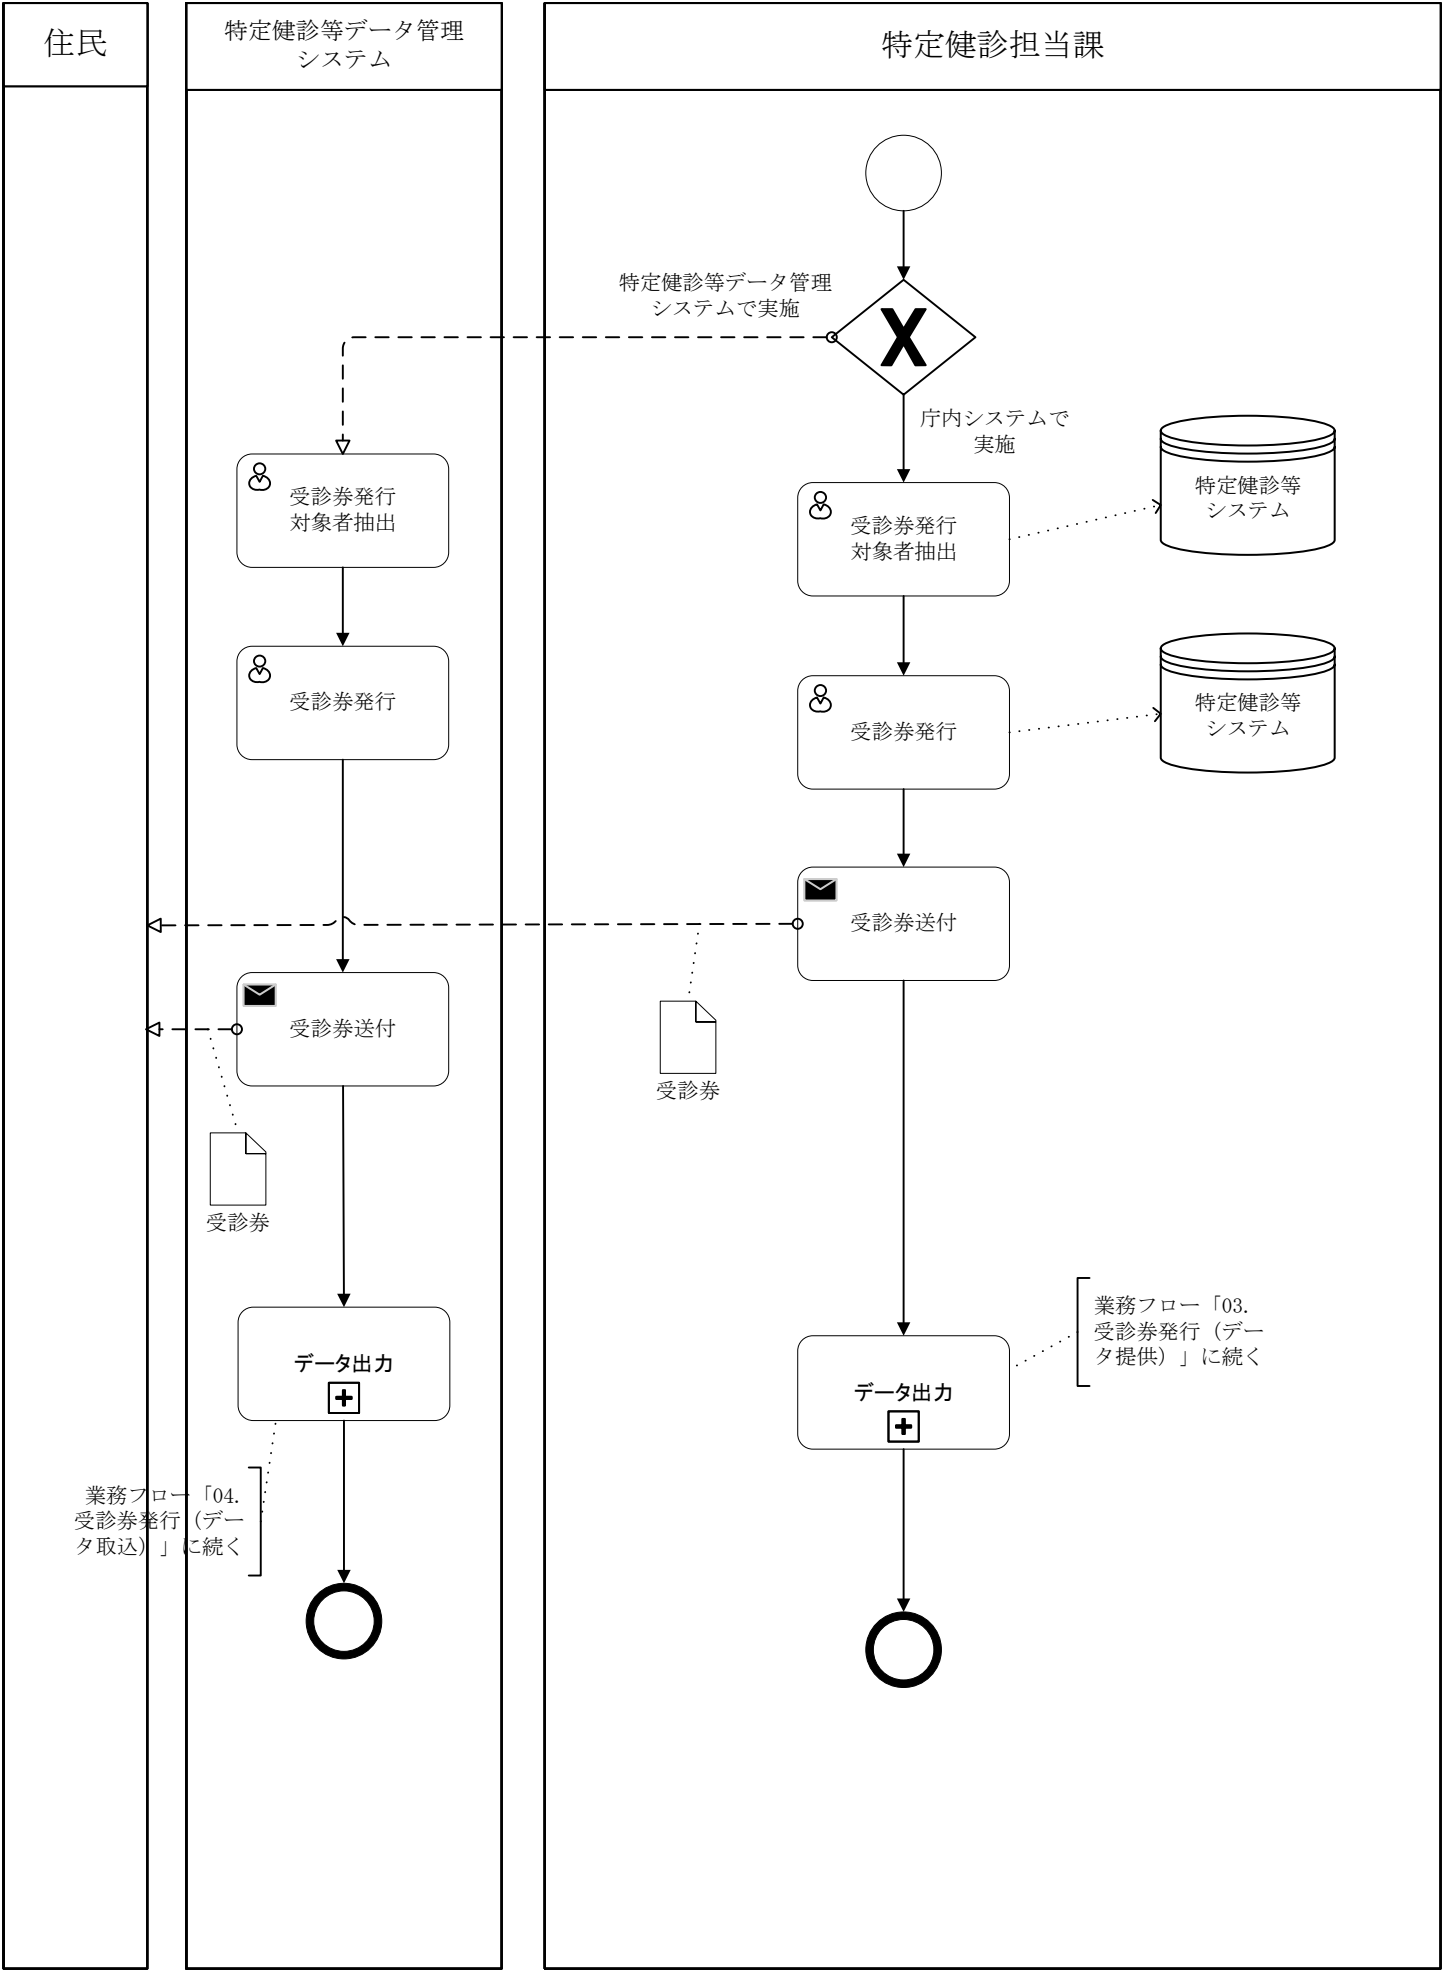 住民
特定健診等データ管理
システム
特定健診担当課
特定健診等データ管理
システムで実施
X
庁内システムで
実施
受診券発行
対象者抽出
受診券発行
対象者抽出
特定健診等
システム
受診券発行
受診券発行
特定健診等
システム
受診券送付
受診券送付
受診券
受診券
データ出力
データ出力
業務フロー「03.
受診券発行（デー
タ提供）」に続く
業務フロー「04.
受診券発行（デー
タ取込）」に続く